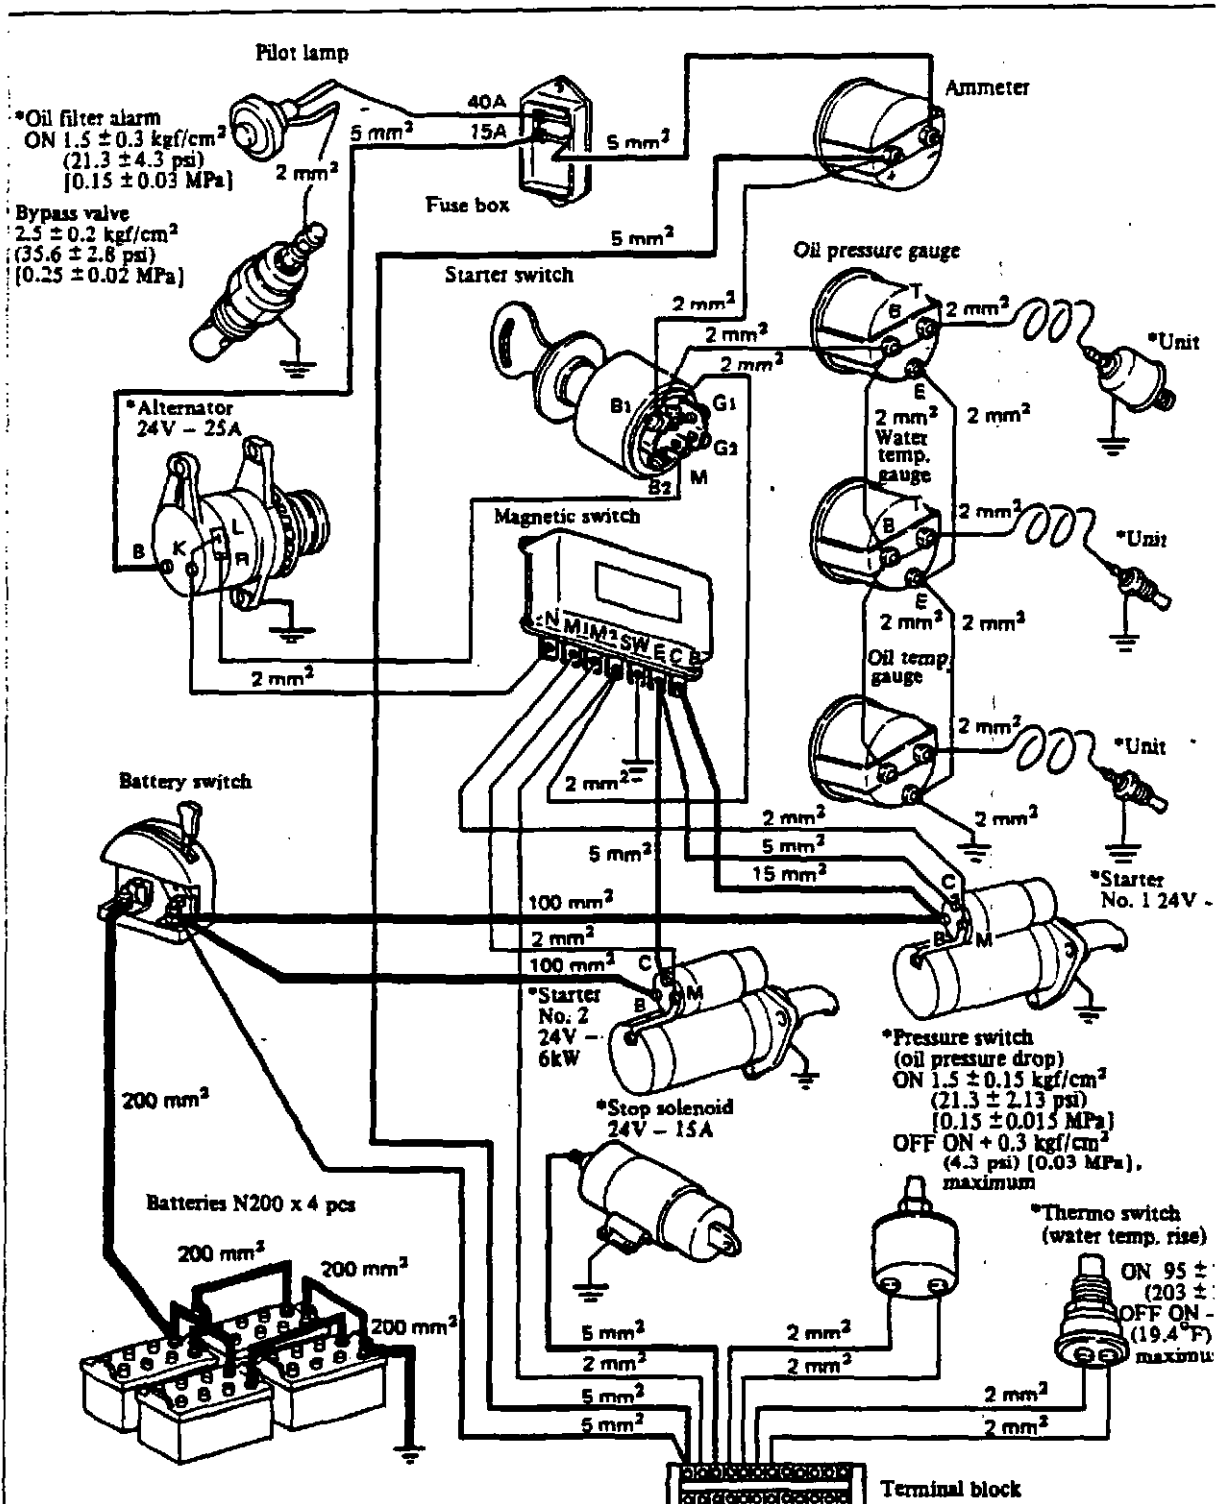 Pilot lamp
*Oil filter alarm
ON 1.5 ± 0.3 kgf/cm²
(21.3 ± 4.3 psi)
[0.15 ± 0.03 MPa]
Bypass valve
2.5 ± 0.2 kgf/cm²
(35.6 ± 2.8 psi)
[0.25 ± 0.02 MPa]
5 mm²
2 mm²
40A
15A
Fuse box
5 mm²
Ammeter
+
5 mm²
Starter switch
2 mm²
2 mm²
2 mm²
B1
G1
G2
B2
M
Oil pressure gauge
B
T
E
2 mm²
*Unit
2 mm²
2 mm²
Water
temp.
gauge
B
T
E
2 mm²
*Unit
2 mm²
2 mm²
Oil temp.
gauge
2 mm²
*Unit
2 mm²
*Alternator
24V – 25A
B
K
L
R
2 mm²
Magnetic switch
N M1 M2 SW E C B
2 mm²
Battery switch
2 mm²
5 mm²
5 mm²
15 mm²
100 mm²
2 mm²
100 mm²
C
B
M
*Starter
No. 1 24V -
C
B
M
*Starter
No. 2
24V –
6kW
200 mm²
*Stop solenoid
24V – 15A
*Pressure switch
(oil pressure drop)
ON 1.5 ± 0.15 kgf/cm²
(21.3 ± 2.13 psi)
[0.15 ± 0.015 MPa]
OFF ON + 0.3 kgf/cm²
(4.3 psi) [0.03 MPa],
maximum
*Thermo switch
(water temp. rise)
ON 95 ±
(203 ±
OFF ON -
(19.4°F)
maximu
Batteries N200 x 4 pcs
200 mm²
200 mm²
200 mm²
5 mm²
2 mm²
5 mm²
5 mm²
2 mm²
2 mm²
2 mm²
2 mm²
Terminal block